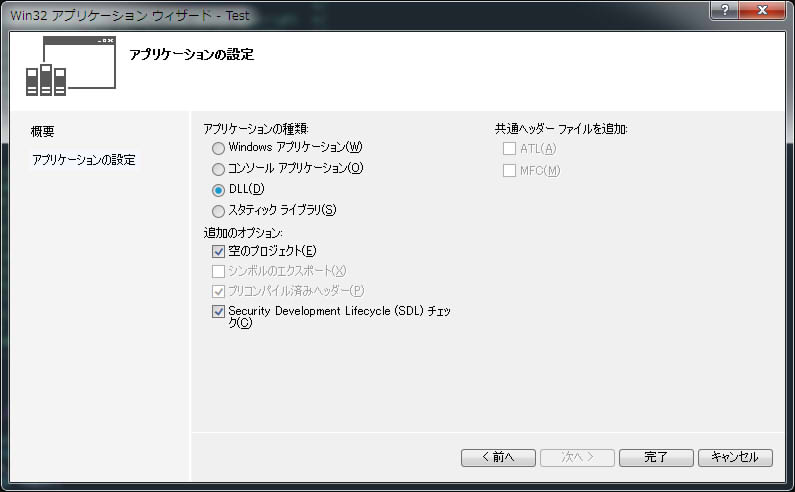 Win32 アプリケーション ウィザード - Test
アプリケーションの設定
概要
アプリケーションの設定
アプリケーションの種類:
Windows アプリケーション(W)
コンソール アプリケーション(O)
DLL(D)
スタティック ライブラリ(S)
追加のオプション:
空のプロジェクト(E)
シンボルのエクスポート(X)
プリコンパイル済みヘッダー(P)
Security Development Lifecycle (SDL) チェッ
ク(C)
共通ヘッダー ファイルを追加:
ATL(A)
MFC(M)
< 前へ
次へ >
完了
キャンセル